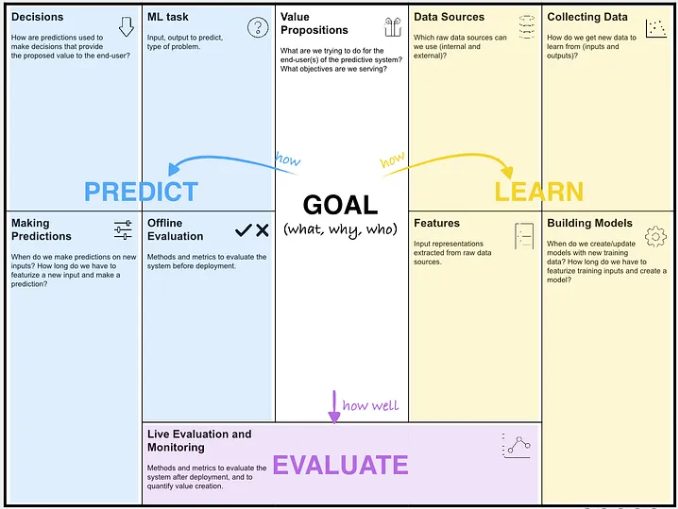 Decisions
How are predictions used to
make decisions that provide
the proposed value to the end-user?
ML task
Input, output to predict,
type of problem.
Value
Propositions
What are we trying to do for the
end-user(s) of the predictive system?
What objectives are we serving?
Data Sources
Which raw data sources can
we use (internal and
external)?
Collecting Data
How do we get new data to
learn from (inputs and
outputs)?
how
how
PREDICT
GOAL
(what, why, who)
LEARN
Making
Predictions
When do we make predictions on new
inputs? How long do we have to
featurize a new input and make a
prediction?
Offline
Evaluation
Methods and metrics to evaluate the
system before deployment.
Features
Input representations
extracted from raw data
sources.
Building Models
When do we create/update
models with new training
data? How long do we have to
featurize training inputs and create a
model?
how well
Live Evaluation and
Monitoring
Methods and metrics to evaluate the
system after deployment, and to
quantify value creation.
EVALUATE